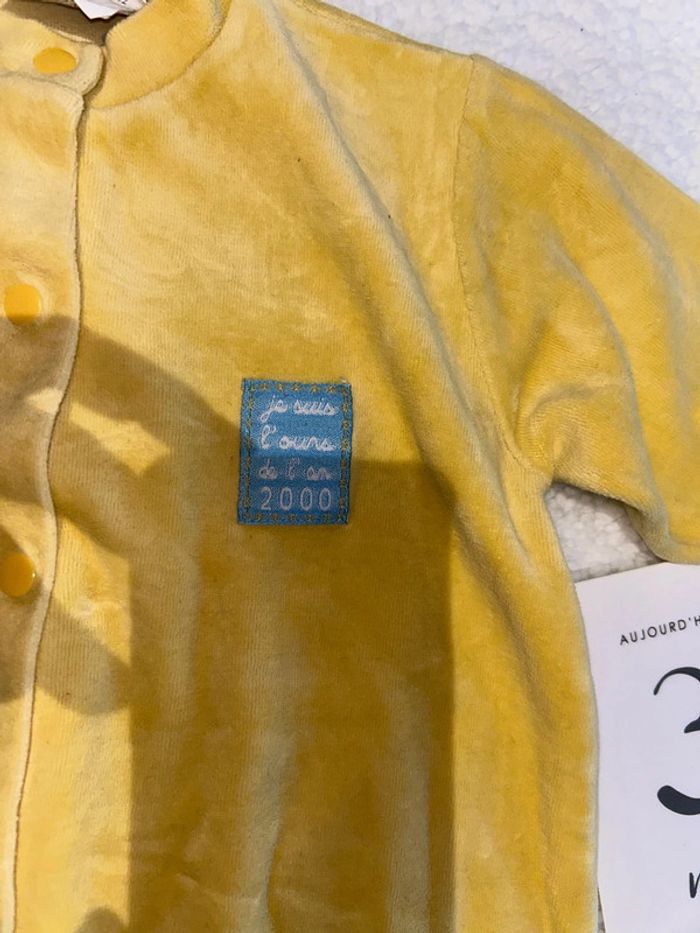 je suis
l'ours
de l'an
2000
AUJOURD'H
3